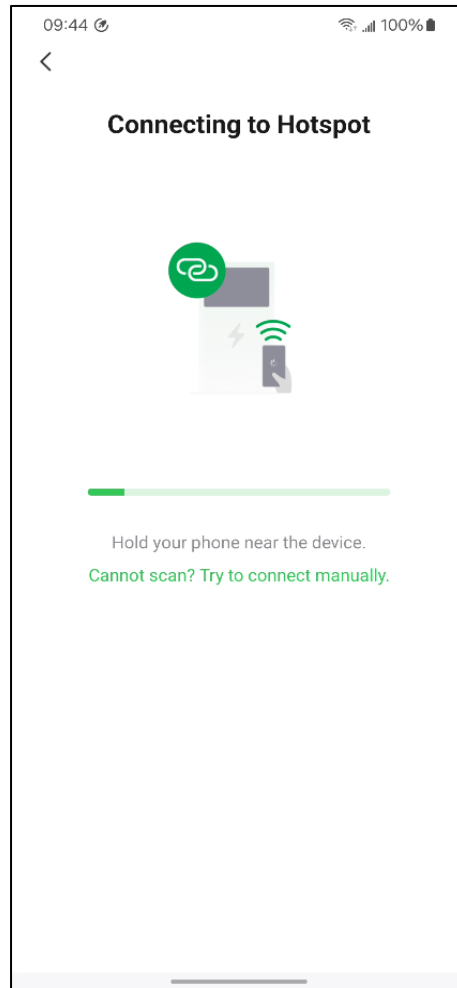 09:44 100%
Connecting to Hotspot
Hold your phone near the device.
Cannot scan? Try to connect manually.